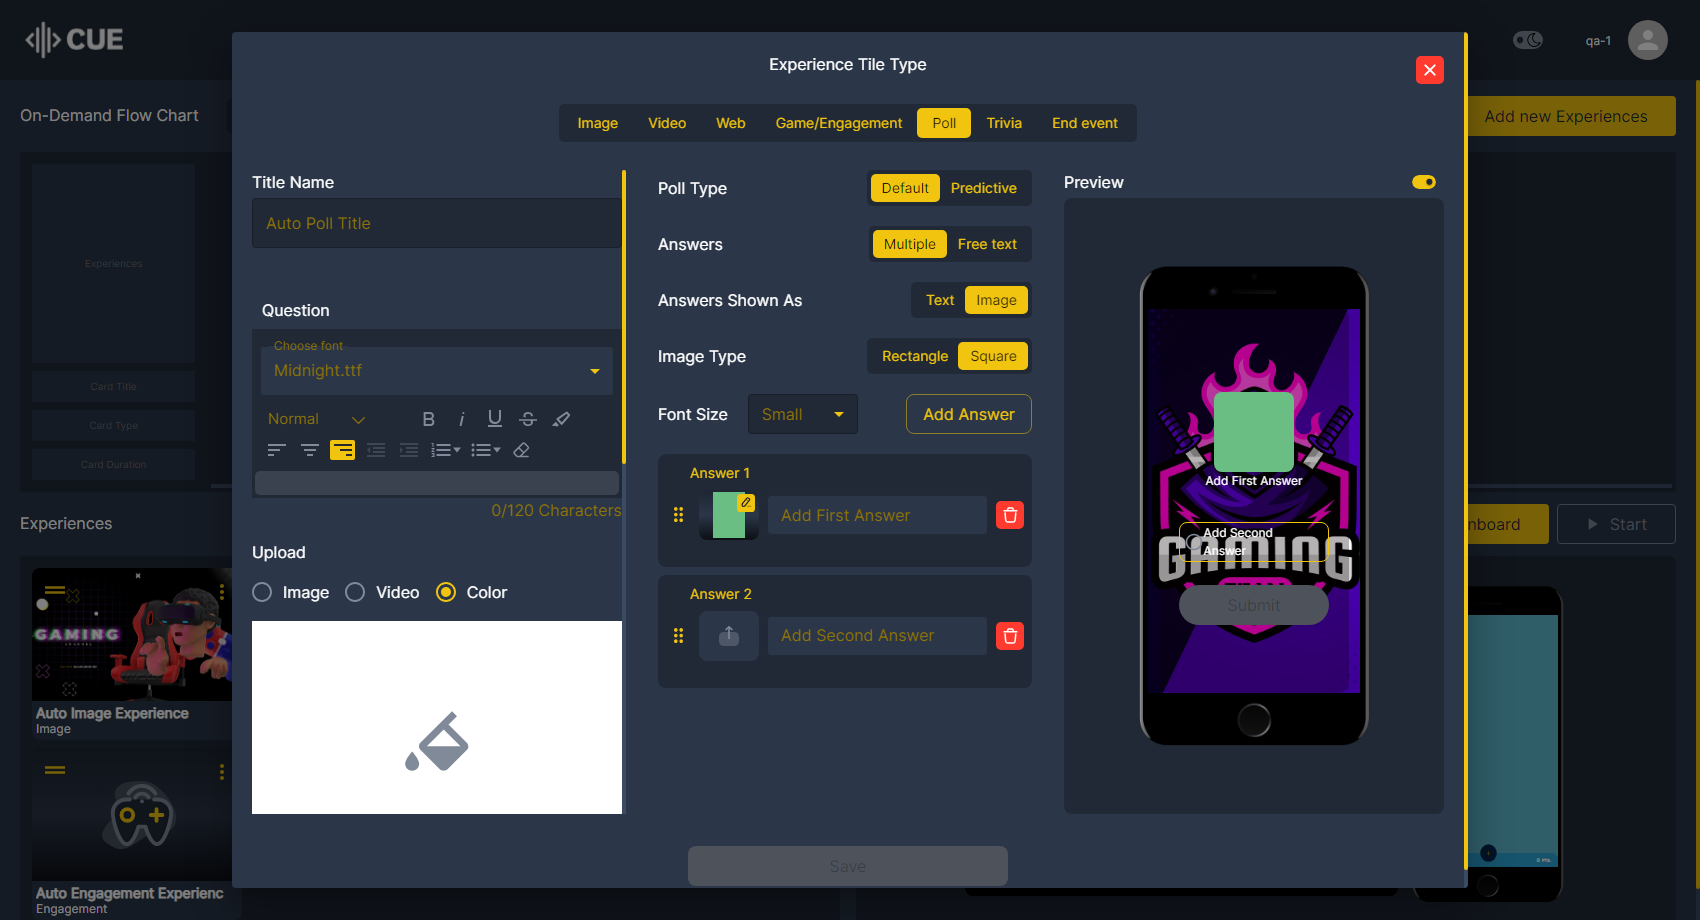 CUE
Experience Tile Type
qa-1
On-Demand Flow Chart
Image
Video
Web
Game/Engagement
Poll
Trivia
End event
Add new Experiences
Title Name
Auto Poll Title
Question
Choose font
Midnight.ttf
Normal
B
i
U
S
0/120 Characters
Upload
Image
Video
Color
Poll Type
Default
Predictive
Answers
Multiple
Free text
Answers Shown As
Text
Image
Image Type
Rectangle
Square
Font Size
Small
Add Answer
Answer 1
Add First Answer
Answer 2
Add Second Answer
Preview
Add First Answer
Add Second
Answer
GAMING
Submit
Save
Experiences
Card Title
Card Type
Card Duration
Experiences
GAMING
Auto Image Experience
Image
Auto Engagement Experienc
Engagement
nboard
Start